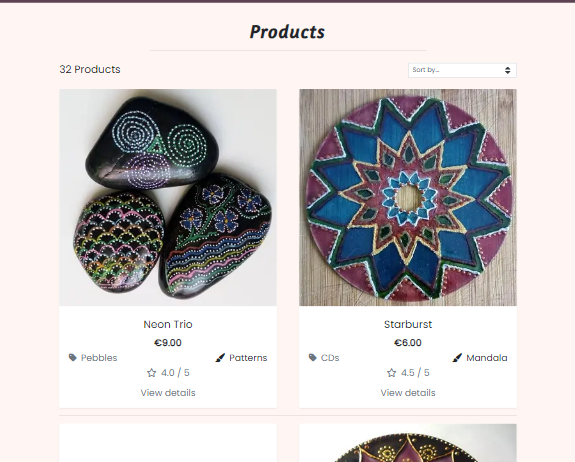 Products
32 Products
Sort by...
Neon Trio
€9.00
Pebbles
Patterns
4.0 / 5
View details
Starburst
€6.00
CDs
Mandala
4.5 / 5
View details